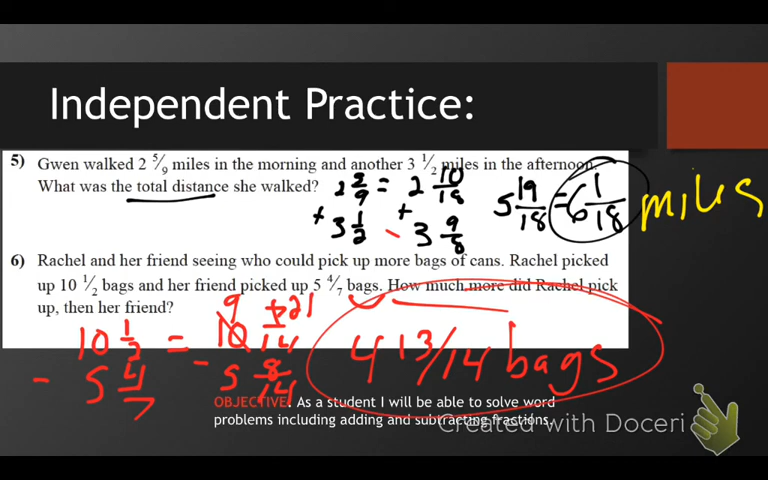 Independent Practice:
5) Gwen walked 2 5/9 miles in the morning and another 3 1/2 miles in the afternoon.
What was the total distance she walked?
2 5/9 = 2 10/18
+ 3 1/2 + 3 9/8
5 19/18 = 6 1/18 miles
6) Rachel and her friend seeing who could pick up more bags of cans. Rachel picked
up 10 1/2 bags and her friend picked up 5 4/7 bags. How much more did Rachel pick
up, then her friend?
9 21
10 1/2 = 10 7/14
- 5 4/7 - 5 8/14
4 13/14 bags
OBJECTIVE: As a student I will be able to solve word
problems including adding and subtracting fractions.
Created with Doceri